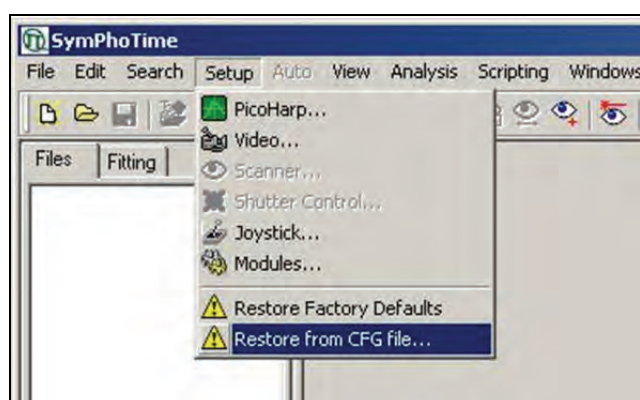 SymPhoTime
File Edit Search Setup Auto View Analysis Scripting Windows
PicoHarp...
Files Fitting
Video...
Scanner...
Shutter Control...
Joystick...
Modules...
Restore Factory Defaults
Restore from CFG file...